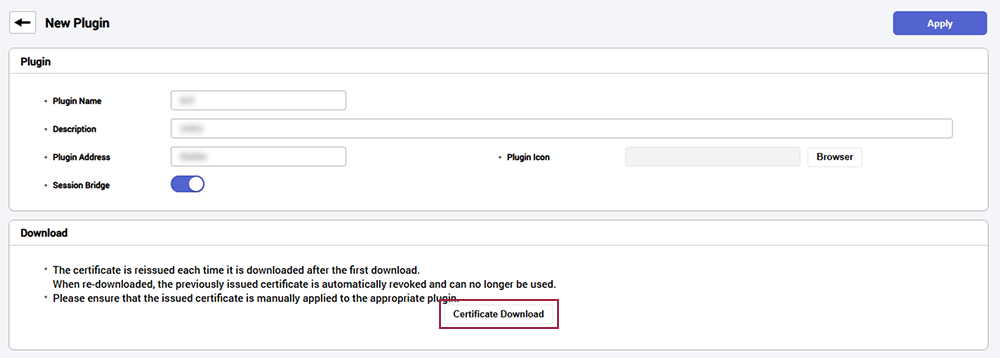 New Plugin
Apply
Plugin
Plugin Name
Description
Plugin Address
Plugin Icon
Browser
Session Bridge
Download
The certificate is reissued each time it is downloaded after the first download.
When re-downloaded, the previously issued certificate is automatically revoked and can no longer be used.
Please ensure that the issued certificate is manually applied to the appropriate plugin.
Certificate Download